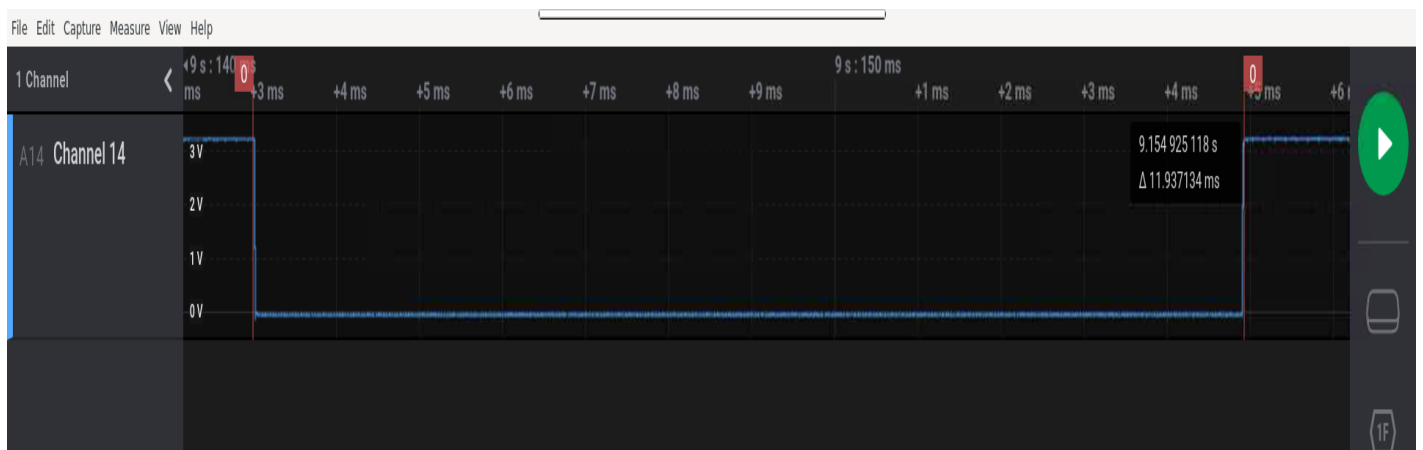 File Edit Capture Measure View Help
1 Channel
9 s : 140
ms
0
+3 ms
+4 ms
+5 ms
+6 ms
+7 ms
+8 ms
+9 ms
9 s : 150 ms
+1 ms
+2 ms
+3 ms
+4 ms
0
+5 ms
A14 Channel 14
3 V
2 V
1 V
0 V
9.154 925 118 s
Δ 11.937134 ms
1F